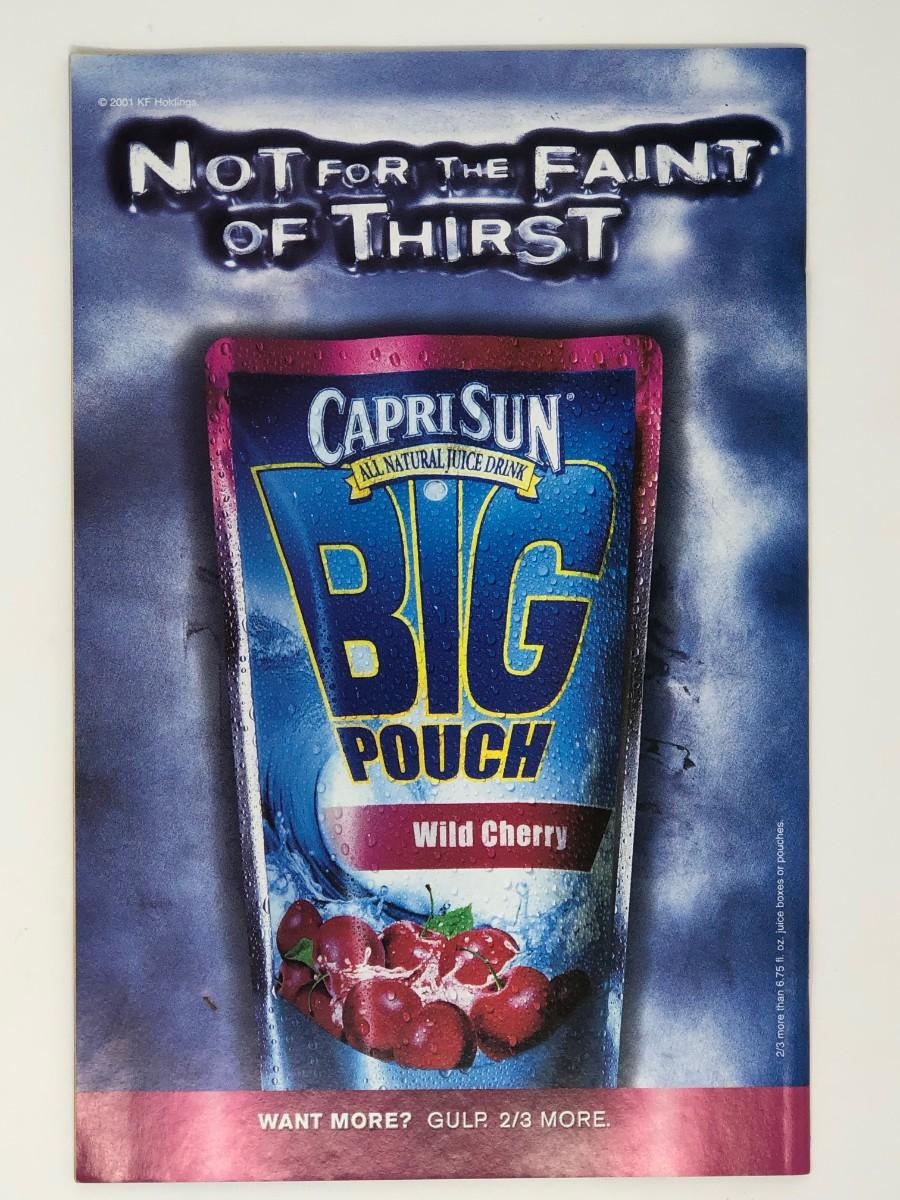 © 2001 KF Holdings.
NOT FOR THE FAINT
OF THIRST
CAPRI SUN®
ALL NATURAL JUICE DRINK
BIG
POUCH
Wild Cherry
2/3 more than 6.75 fl. oz. juice boxes or pouches.
WANT MORE? GULP. 2/3 MORE.